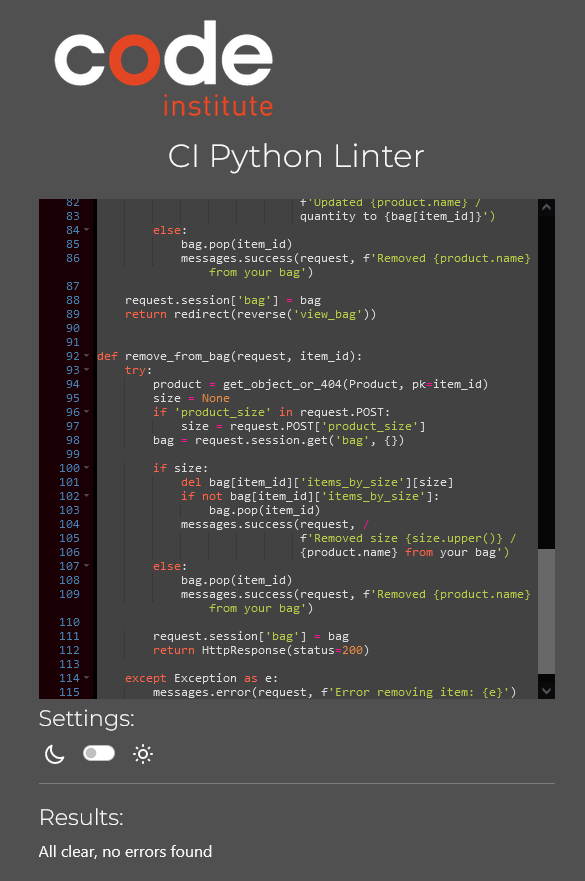 code
institute
CI Python Linter
82 f'Updated {product.name} /
83 quantity to {bag[item_id]}')
84 else:
85 bag.pop(item_id)
86 messages.success(request, f'Removed {product.name}
from your bag')
87
88 request.session['bag'] = bag
89 return redirect(reverse('view_bag'))
90
91
92 def remove_from_bag(request, item_id):
93 try:
94 product = get_object_or_404(Product, pk=item_id)
95 size = None
96 if 'product_size' in request.POST:
97 size = request.POST['product_size']
98 bag = request.session.get('bag', {})
99
100 if size:
101 del bag[item_id]['items_by_size'][size]
102 if not bag[item_id]['items_by_size']:
103 bag.pop(item_id)
104 messages.success(request, /
105 f'Removed size {size.upper()} /
106 {product.name} from your bag')
107 else:
108 bag.pop(item_id)
109 messages.success(request, f'Removed {product.name}
from your bag')
110
111 request.session['bag'] = bag
112 return HttpResponse(status=200)
113
114 except Exception as e:
115 messages.error(request, f'Error removing item: {e}')
Settings:
Results:
All clear, no errors found